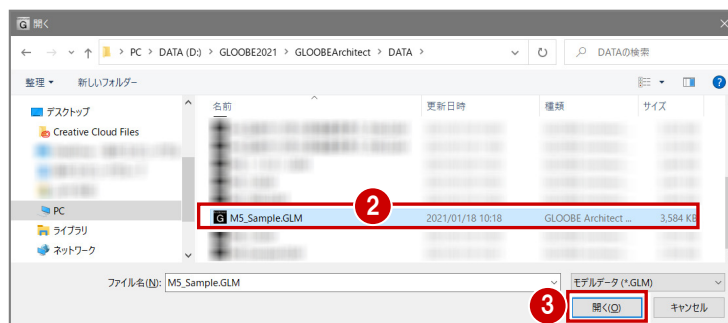 開く
PC > DATA (D:) > GLOOBE2021 > GLOOBEArchitect > DATA >
DATAの検索
整理 新しいフォルダー
名前 更新日時 種類 サイズ
デスクトップ
Creative Cloud Files
PC
ライブラリ
ネットワーク
M5_Sample.GLM 2021/01/18 10:18 GLOOBE Architect ... 3,584 KB
2
ファイル名(N): M5_Sample.GLM モデルデータ (*.GLM)
3
開く(O) キャンセル